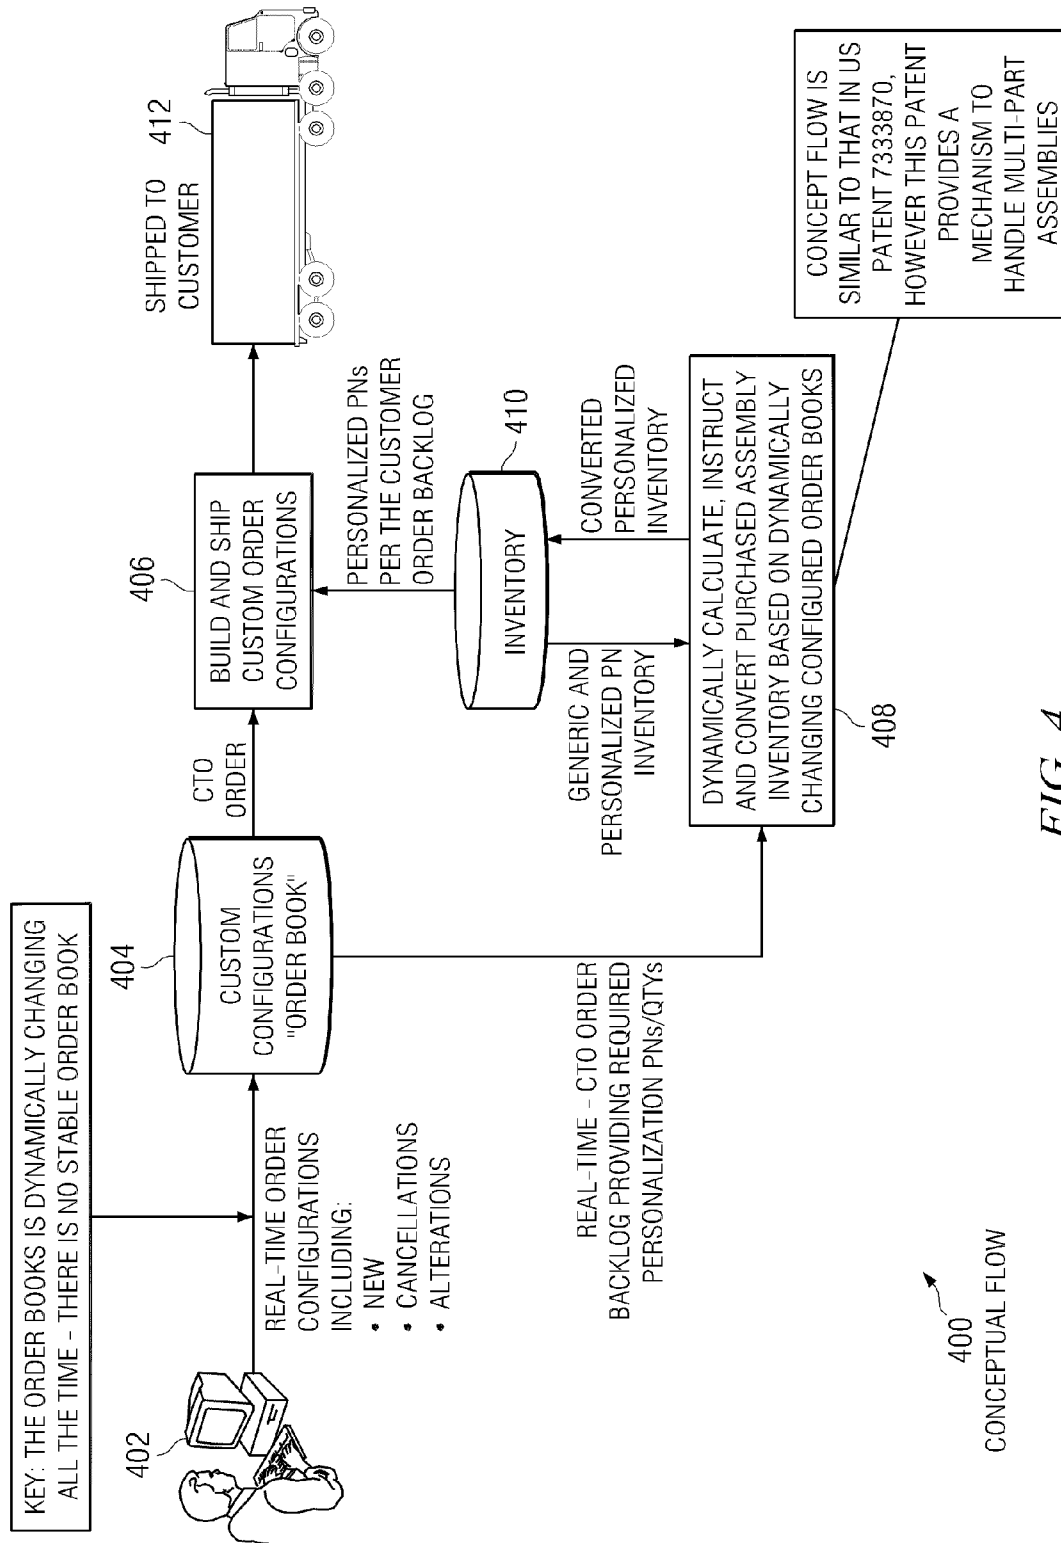 KEY: THE ORDER BOOKS IS DYNAMICALLY CHANGING
ALL THE TIME - THERE IS NO STABLE ORDER BOOK
402
REAL-TIME ORDER
CONFIGURATIONS
INCLUDING:
• NEW
• CANCELLATIONS
• ALTERATIONS
404
CUSTOM
CONFIGURATIONS
"ORDER BOOK"
CTO
ORDER
406
BUILD AND SHIP
CUSTOM ORDER
CONFIGURATIONS
SHIPPED TO
CUSTOMER
412
PERSONALIZED PNs
PER THE CUSTOMER
ORDER BACKLOG
410
INVENTORY
GENERIC AND
PERSONALIZED PN
INVENTORY
CONVERTED
PERSONALIZED
INVENTORY
REAL-TIME - CTO ORDER
BACKLOG PROVIDING REQUIRED
PERSONALIZATION PNs/QTYs
DYNAMICALLY CALCULATE, INSTRUCT
AND CONVERT PURCHASED ASSEMBLY
INVENTORY BASED ON DYNAMICALLY
CHANGING CONFIGURED ORDER BOOKS
408
CONCEPT FLOW IS
SIMILAR TO THAT IN US
PATENT 7333870,
HOWEVER THIS PATENT
PROVIDES A
MECHANISM TO
HANDLE MULTI-PART
ASSEMBLIES
400
CONCEPTUAL FLOW
FIG. 4